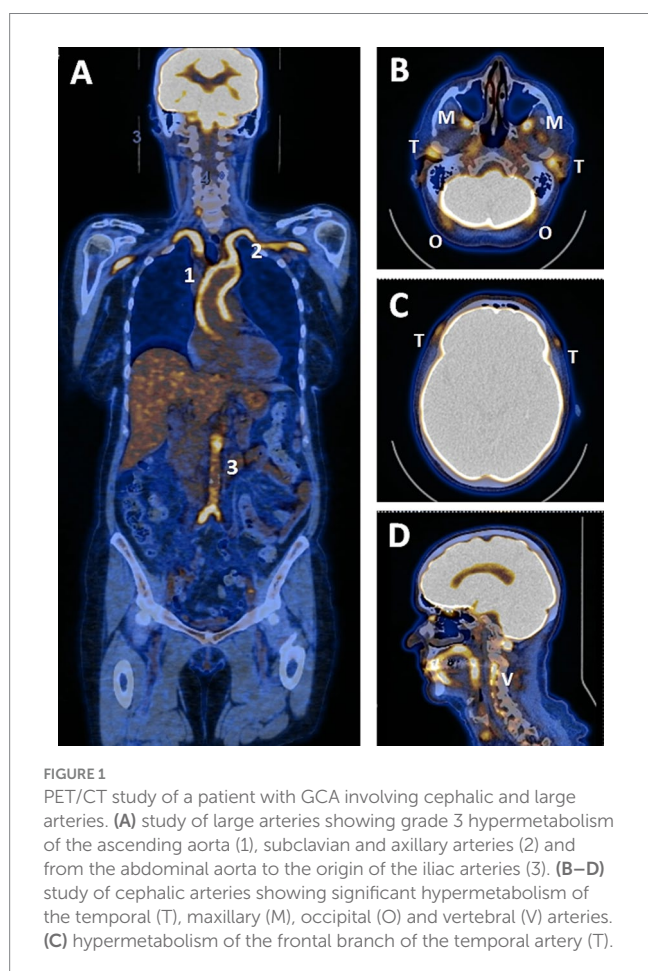 A
3
1
2
3
B
M
M
T
T
O
O
C
T
T
D
V
FIGURE 1
PET/CT study of a patient with GCA involving cephalic and large
arteries. (A) study of large arteries showing grade 3 hypermetabolism
of the ascending aorta (1), subclavian and axillary arteries (2) and
from the abdominal aorta to the origin of the iliac arteries (3). (B–D)
study of cephalic arteries showing significant hypermetabolism of
the temporal (T), maxillary (M), occipital (O) and vertebral (V) arteries.
(C) hypermetabolism of the frontal branch of the temporal artery (T).